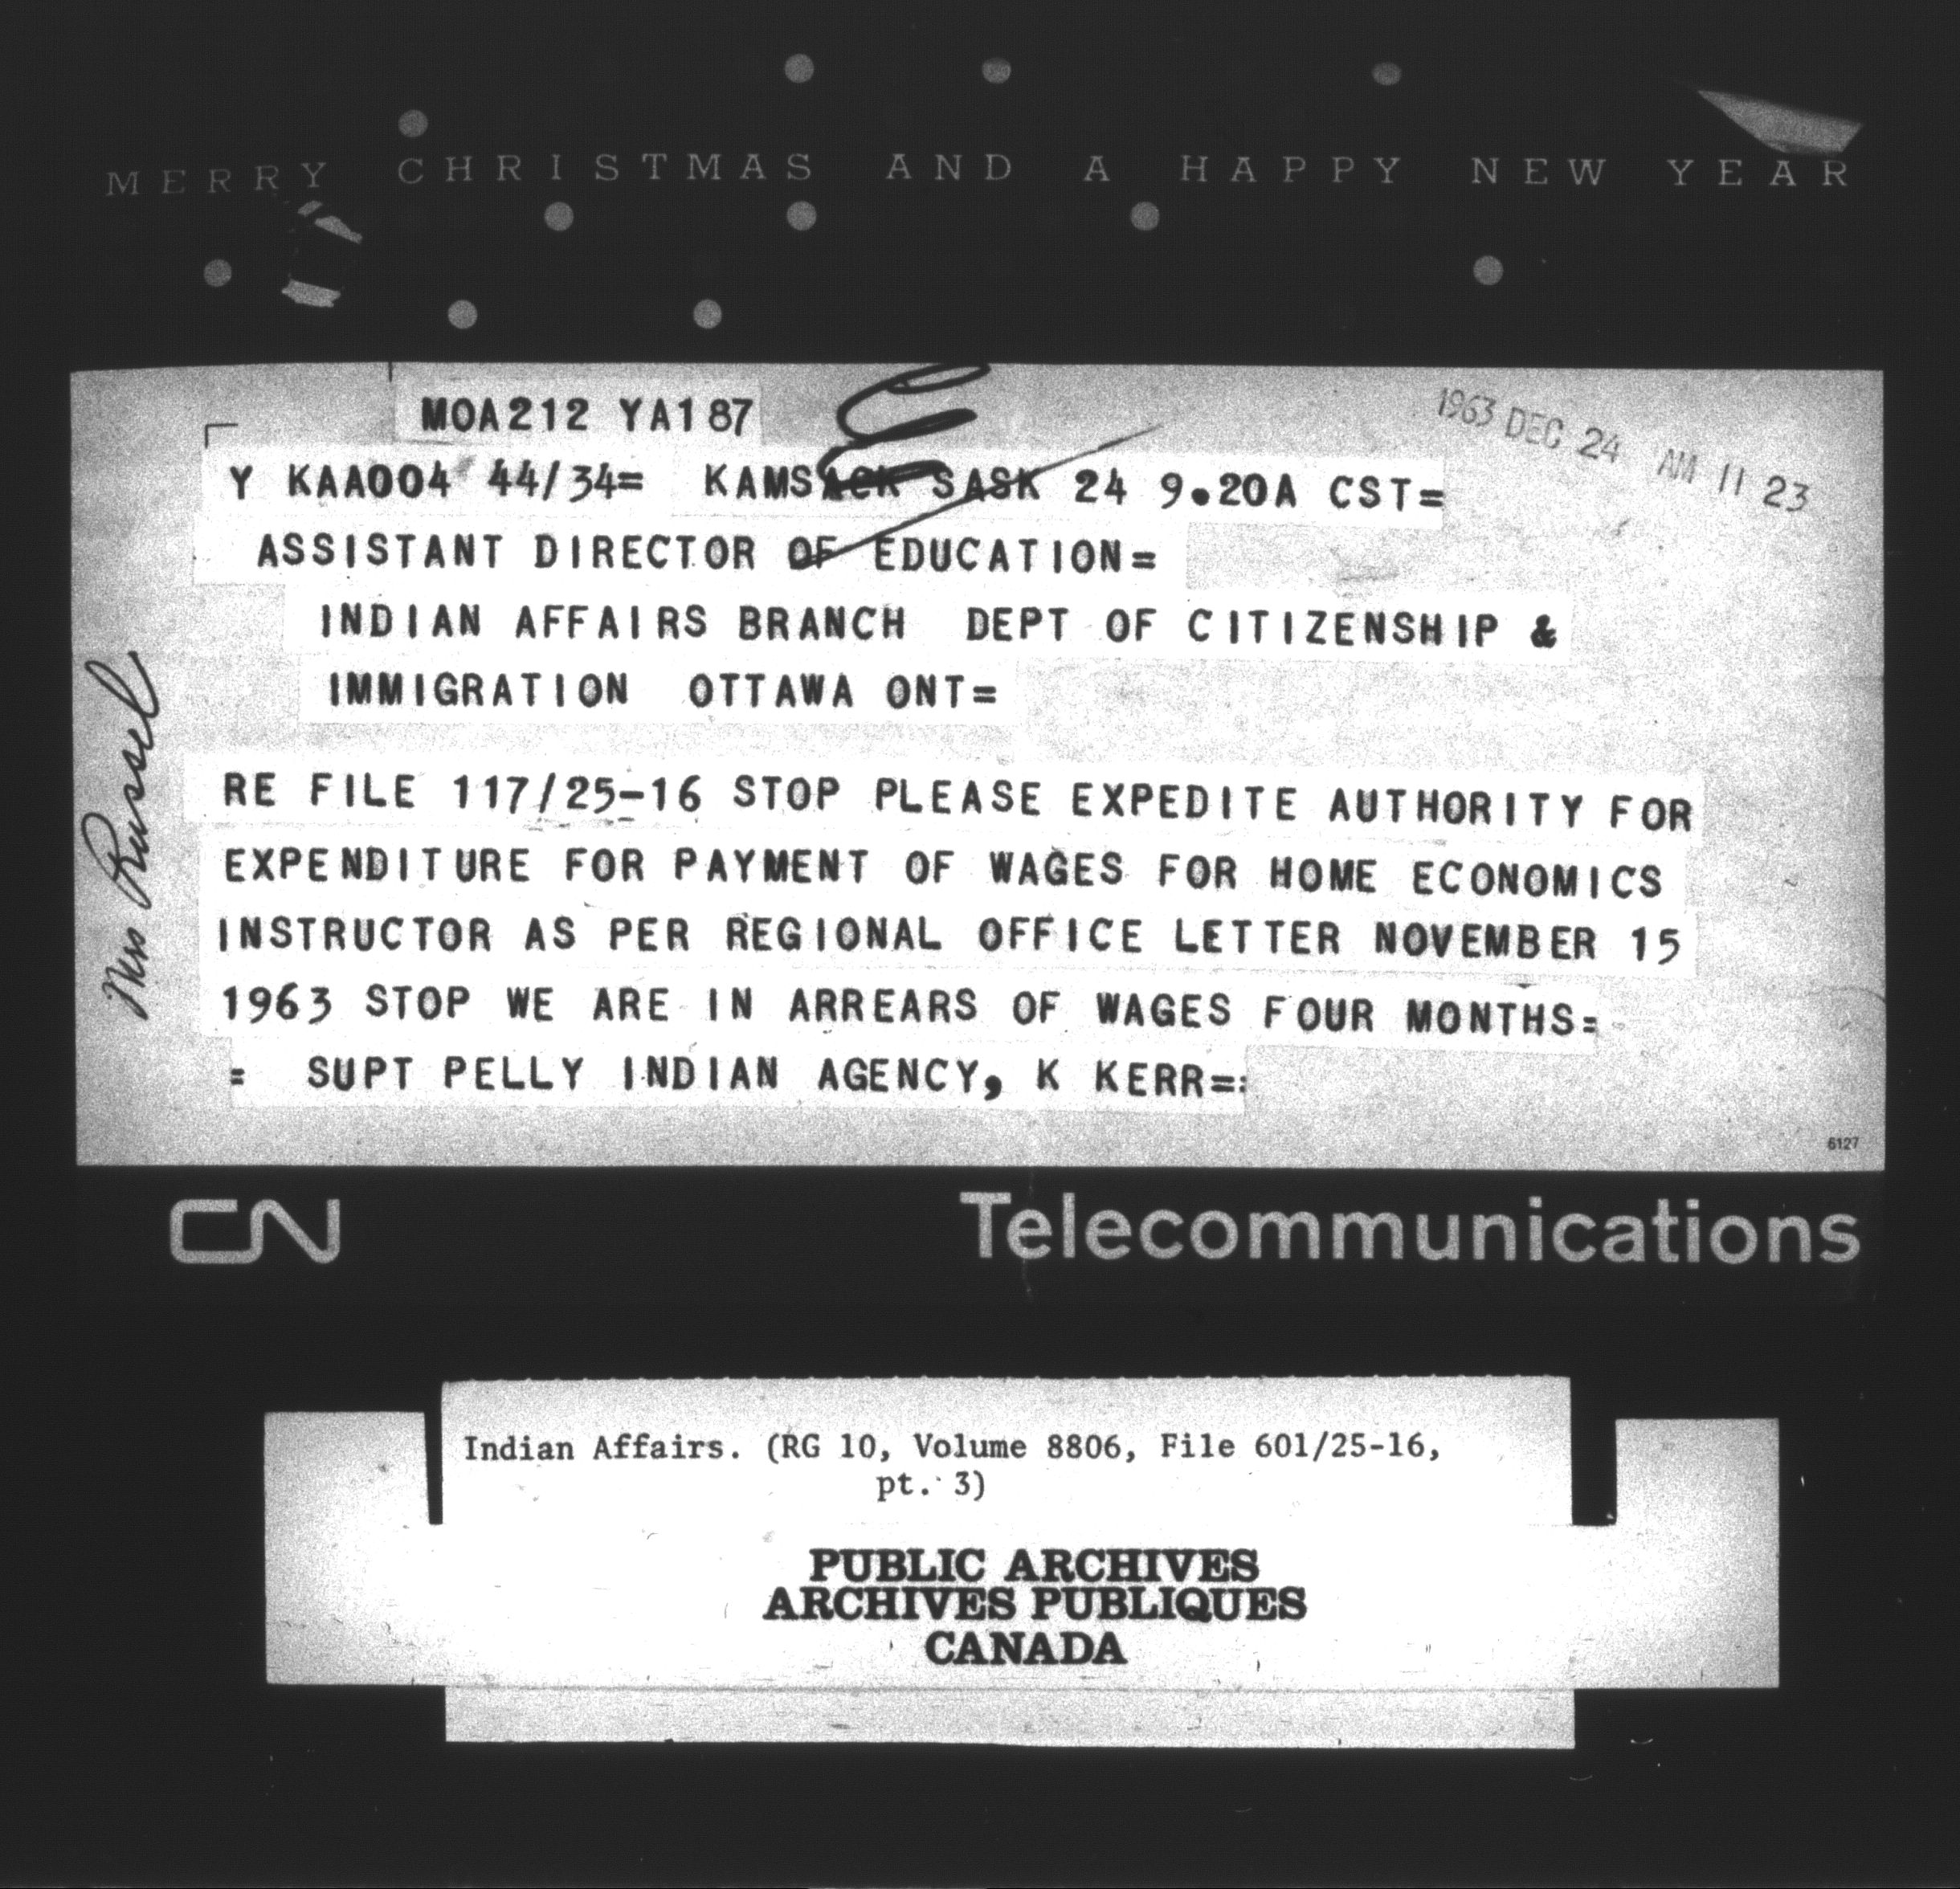 MERRY CHRISTMAS AND A HAPPY NEW YEAR
1963 DEC 24 AM 11 23
MOA212 YA187
Y KAA004 44/34= KAMSACK SASK 24 9.20A CST=
ASSISTANT DIRECTOR OF EDUCATION=
INDIAN AFFAIRS BRANCH DEPT OF CITIZENSHIP &
IMMIGRATION OTTAWA ONT=
Mrs Russel
RE FILE 117/25-16 STOP PLEASE EXPEDITE AUTHORITY FOR
EXPENDITURE FOR PAYMENT OF WAGES FOR HOME ECONOMICS
INSTRUCTOR AS PER REGIONAL OFFICE LETTER NOVEMBER 15
1963 STOP WE ARE IN ARREARS OF WAGES FOUR MONTHS=
= SUPT PELLY INDIAN AGENCY, K KERR=:
6127
CN Telecommunications
Indian Affairs. (RG 10, Volume 8806, File 601/25-16,
pt. 3)
PUBLIC ARCHIVES
ARCHIVES PUBLIQUES
CANADA